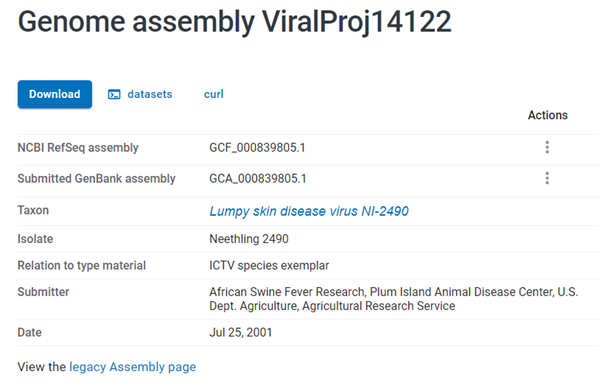 Genome assembly ViralProj14122
Download datasets curl
Actions
NCBI RefSeq assembly GCF_000839805.1
Submitted GenBank assembly GCA_000839805.1
Taxon Lumpy skin disease virus NI-2490
Isolate Neethling 2490
Relation to type material ICTV species exemplar
Submitter African Swine Fever Research, Plum Island Animal Disease Center, U.S.
Dept. Agriculture, Agricultural Research Service
Date Jul 25, 2001
View the legacy Assembly page